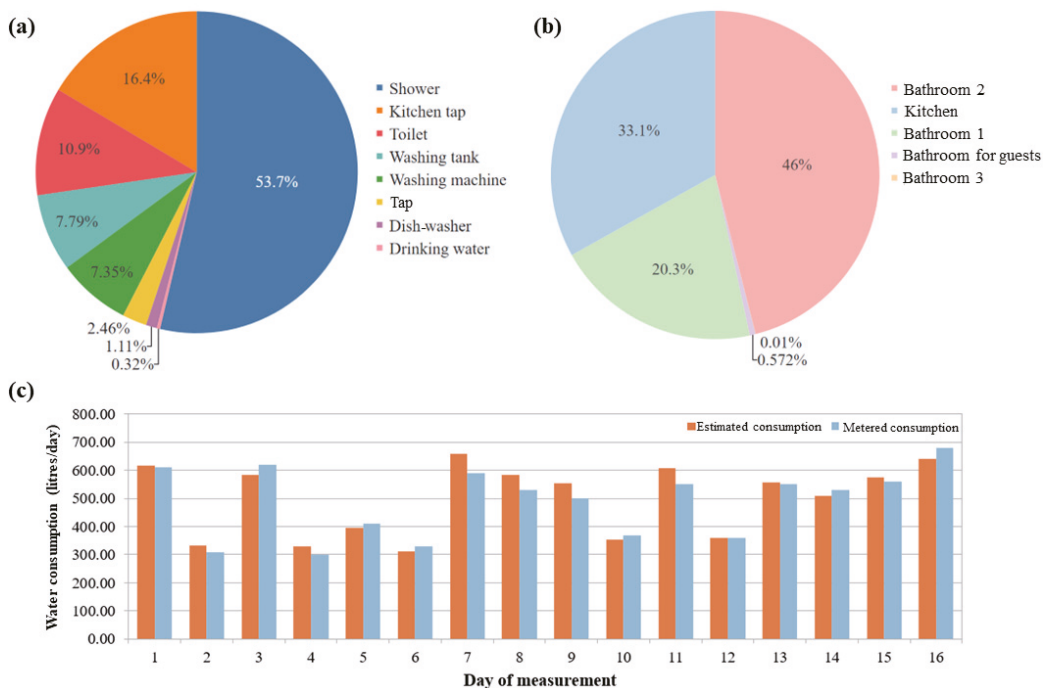 (a)
16.4%
10.9%
7.79%
7.35%
2.46%
1.11%
0.32%
53.7%
Shower
Kitchen tap
Toilet
Washing tank
Washing machine
Tap
Dish-washer
Drinking water
(b)
33.1%
46%
20.3%
0.01%
0.572%
Bathroom 2
Kitchen
Bathroom 1
Bathroom for guests
Bathroom 3
(c)
Water consumption (litres/day)
800.00
700.00
600.00
500.00
400.00
300.00
200.00
100.00
0.00
Estimated consumption Metered consumption
1 2 3 4 5 6 7 8 9 10 11 12 13 14 15 16
Day of measurement